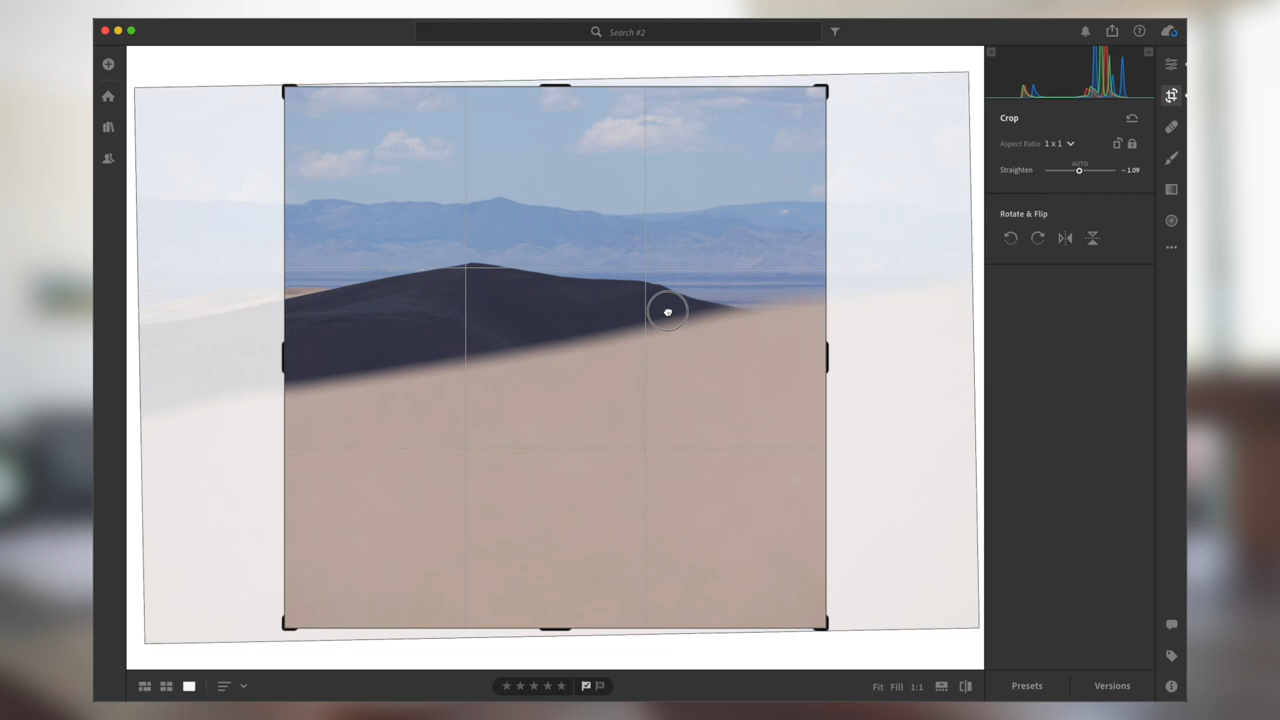 Search #2
Crop
Aspect Ratio 1 x 1
AUTO
Straighten - 1.09
Rotate & Flip
Fit Fill 1:1
Presets Versions